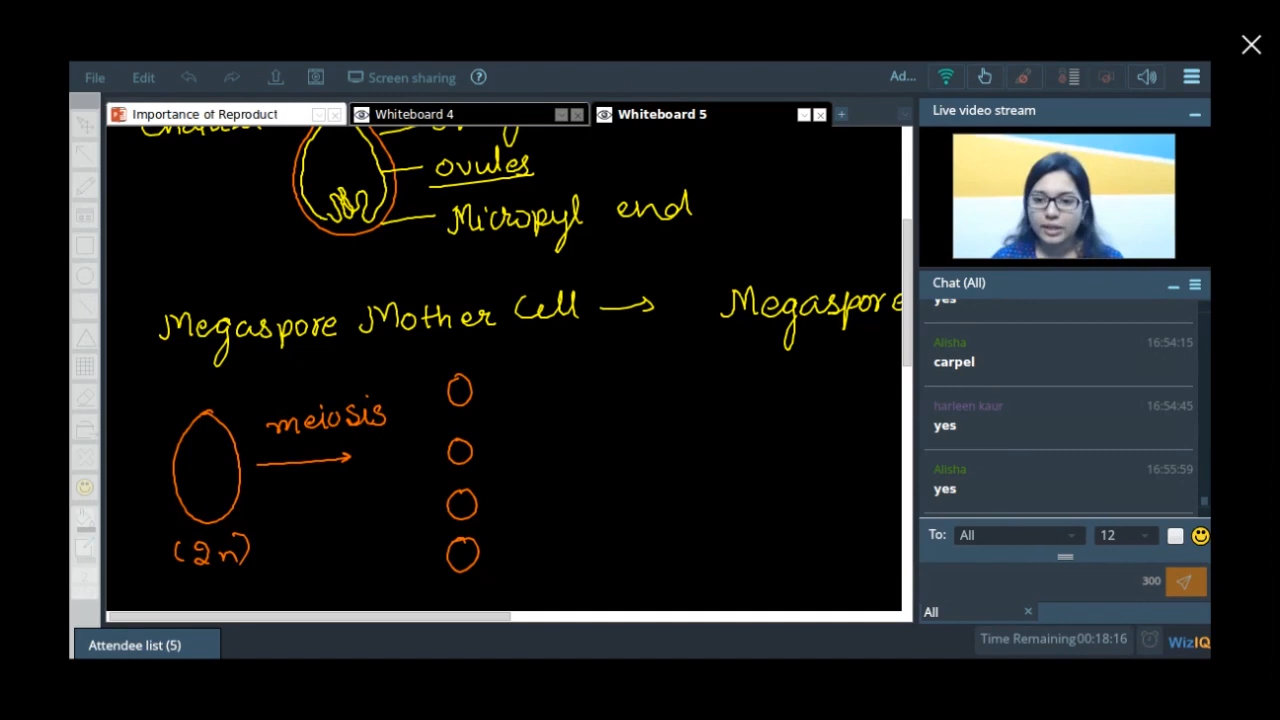 File Edit Screen sharing ? Ad...
Importance of Reproduct Whiteboard 4 Whiteboard 5 +
ovules
Micropyl end
Megaspore Mother Cell → Megaspore
meiosis
(2n)
Live video stream
Chat (All)
yes
Alisha 16:54:15
carpel
harleen kaur 16:54:45
yes
Alisha 16:55:59
yes
To: All 12
300
All
Attendee list (5)
Time Remaining 00:18:16 WizIQ